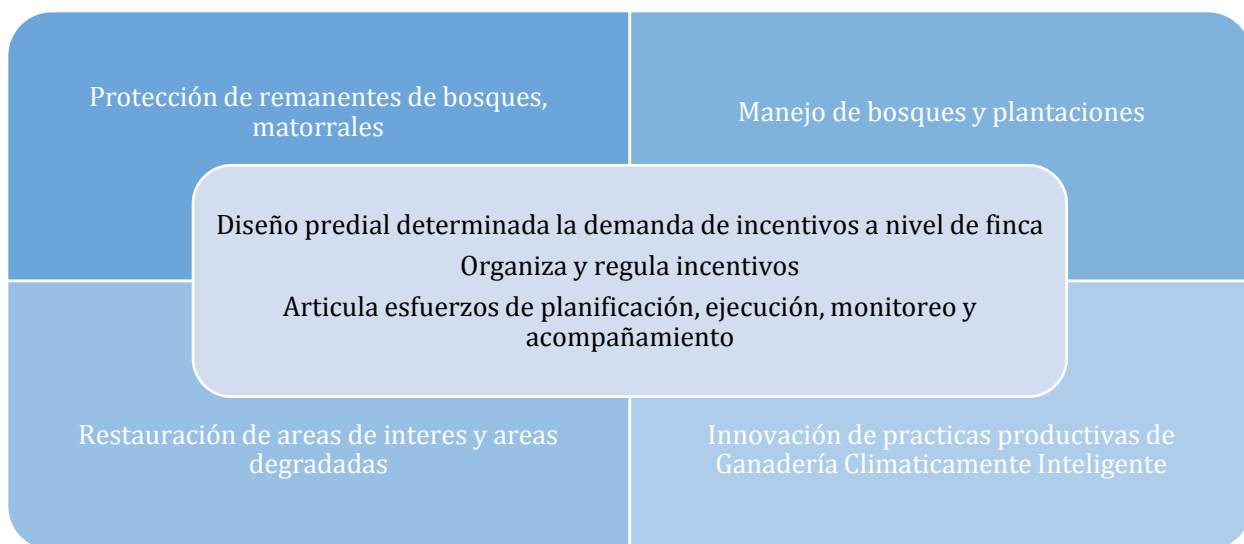 Protección de remanentes de bosques,
matorrales
Manejo de bosques y plantaciones
Diseño predial determinada la demanda de incentivos a nivel de finca
Organiza y regula incentivos
Articula esfuerzos de planificación, ejecución, monitoreo y
acompañamiento
Restauración de areas de interes y areas
degradadas
Innovación de practicas productivas de
Ganadería Climaticamente Inteligente